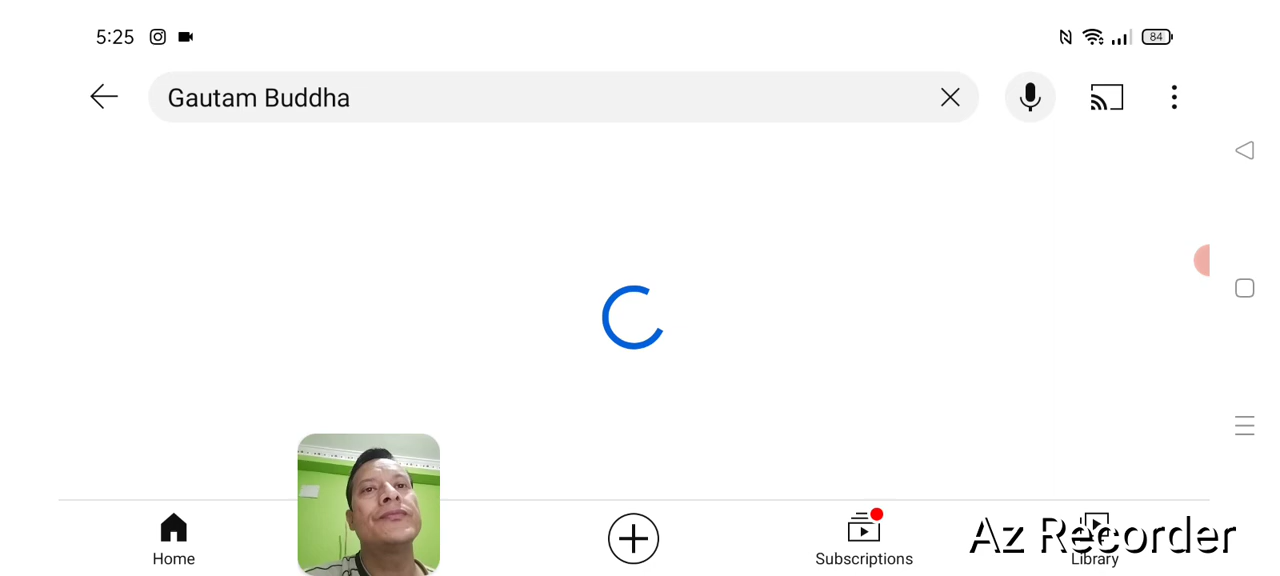 5:25 84
Gautam Buddha
Home
Subscriptions
Library
Az Recorder